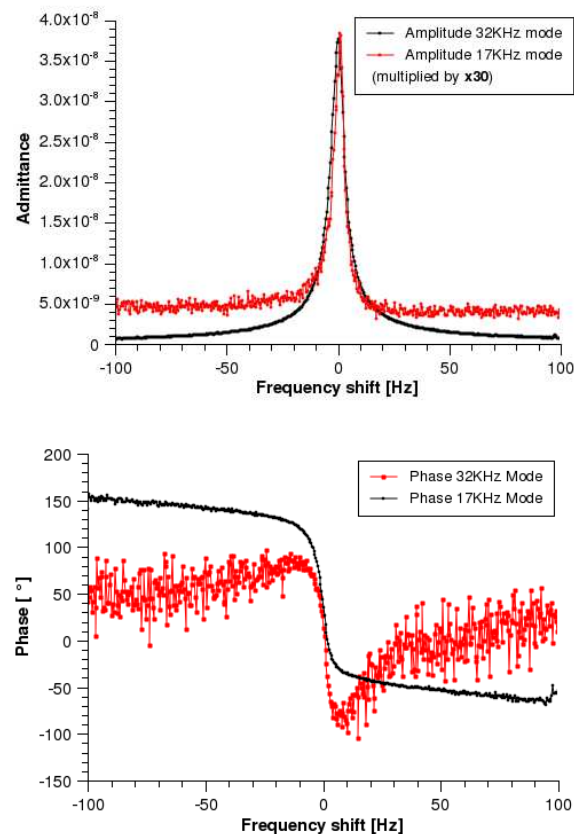 4.0x10-8
3.5x10-8
3.0x10-8
2.5x10-8
2.0x10-8
1.5x10-8
1.0x10-8
5.0x10-9
0
Admittance
Amplitude 32KHz mode
Amplitude 17KHz mode
(multiplied by x30)
-100 -50 0 50 100
Frequency shift [Hz]
200
150
100
50
0
-50
-100
-150
Phase [ °]
Phase 32KHz Mode
Phase 17KHz Mode
-100 -50 0 50 100
Frequency shift [Hz]